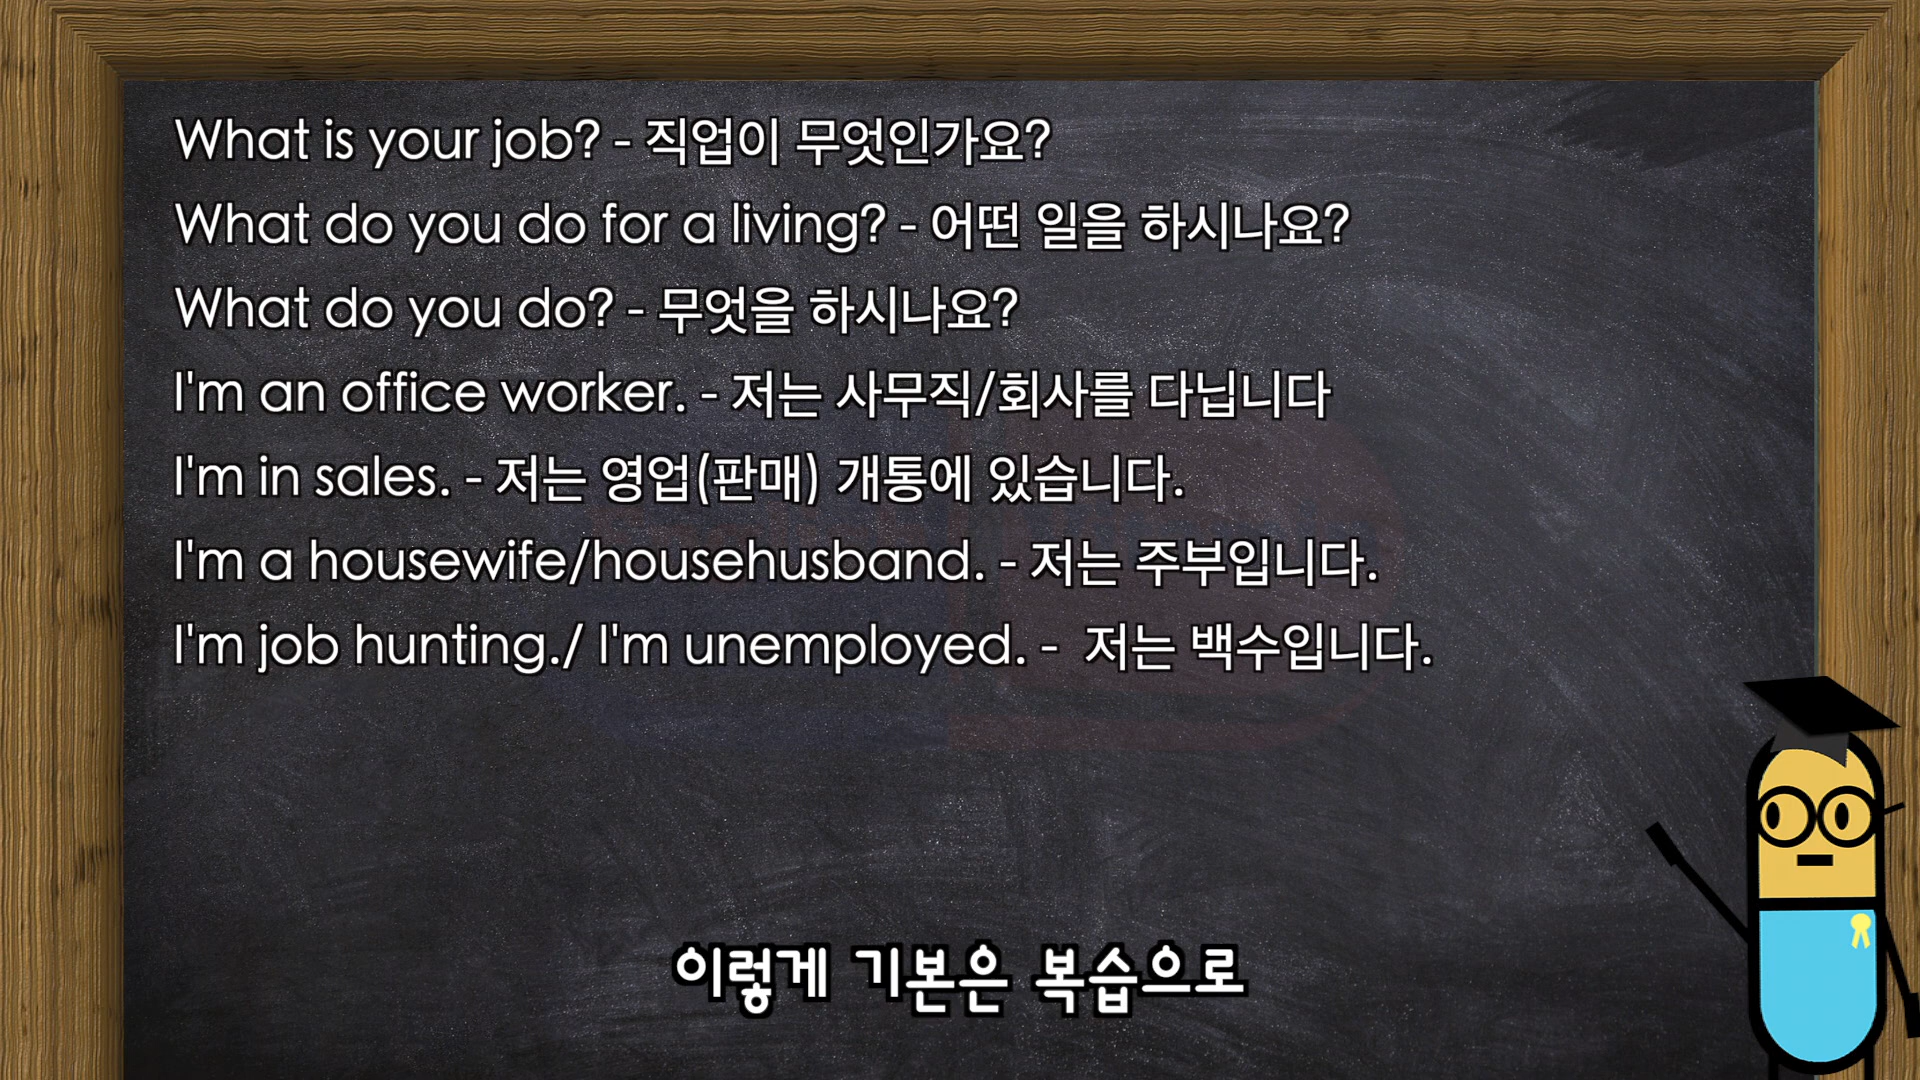 What is your job? - 직업이 무엇인가요?
What do you do for a living? - 어떤 일을 하시나요?
What do you do? - 무엇을 하시나요?
I'm an office worker. - 저는 사무직/회사를 다닙니다
I'm in sales. - 저는 영업(판매) 개통에 있습니다.
I'm a housewife/househusband. - 저는 주부입니다.
I'm job hunting./ I'm unemployed. - 저는 백수입니다.
이렇게 기본은 복습으로